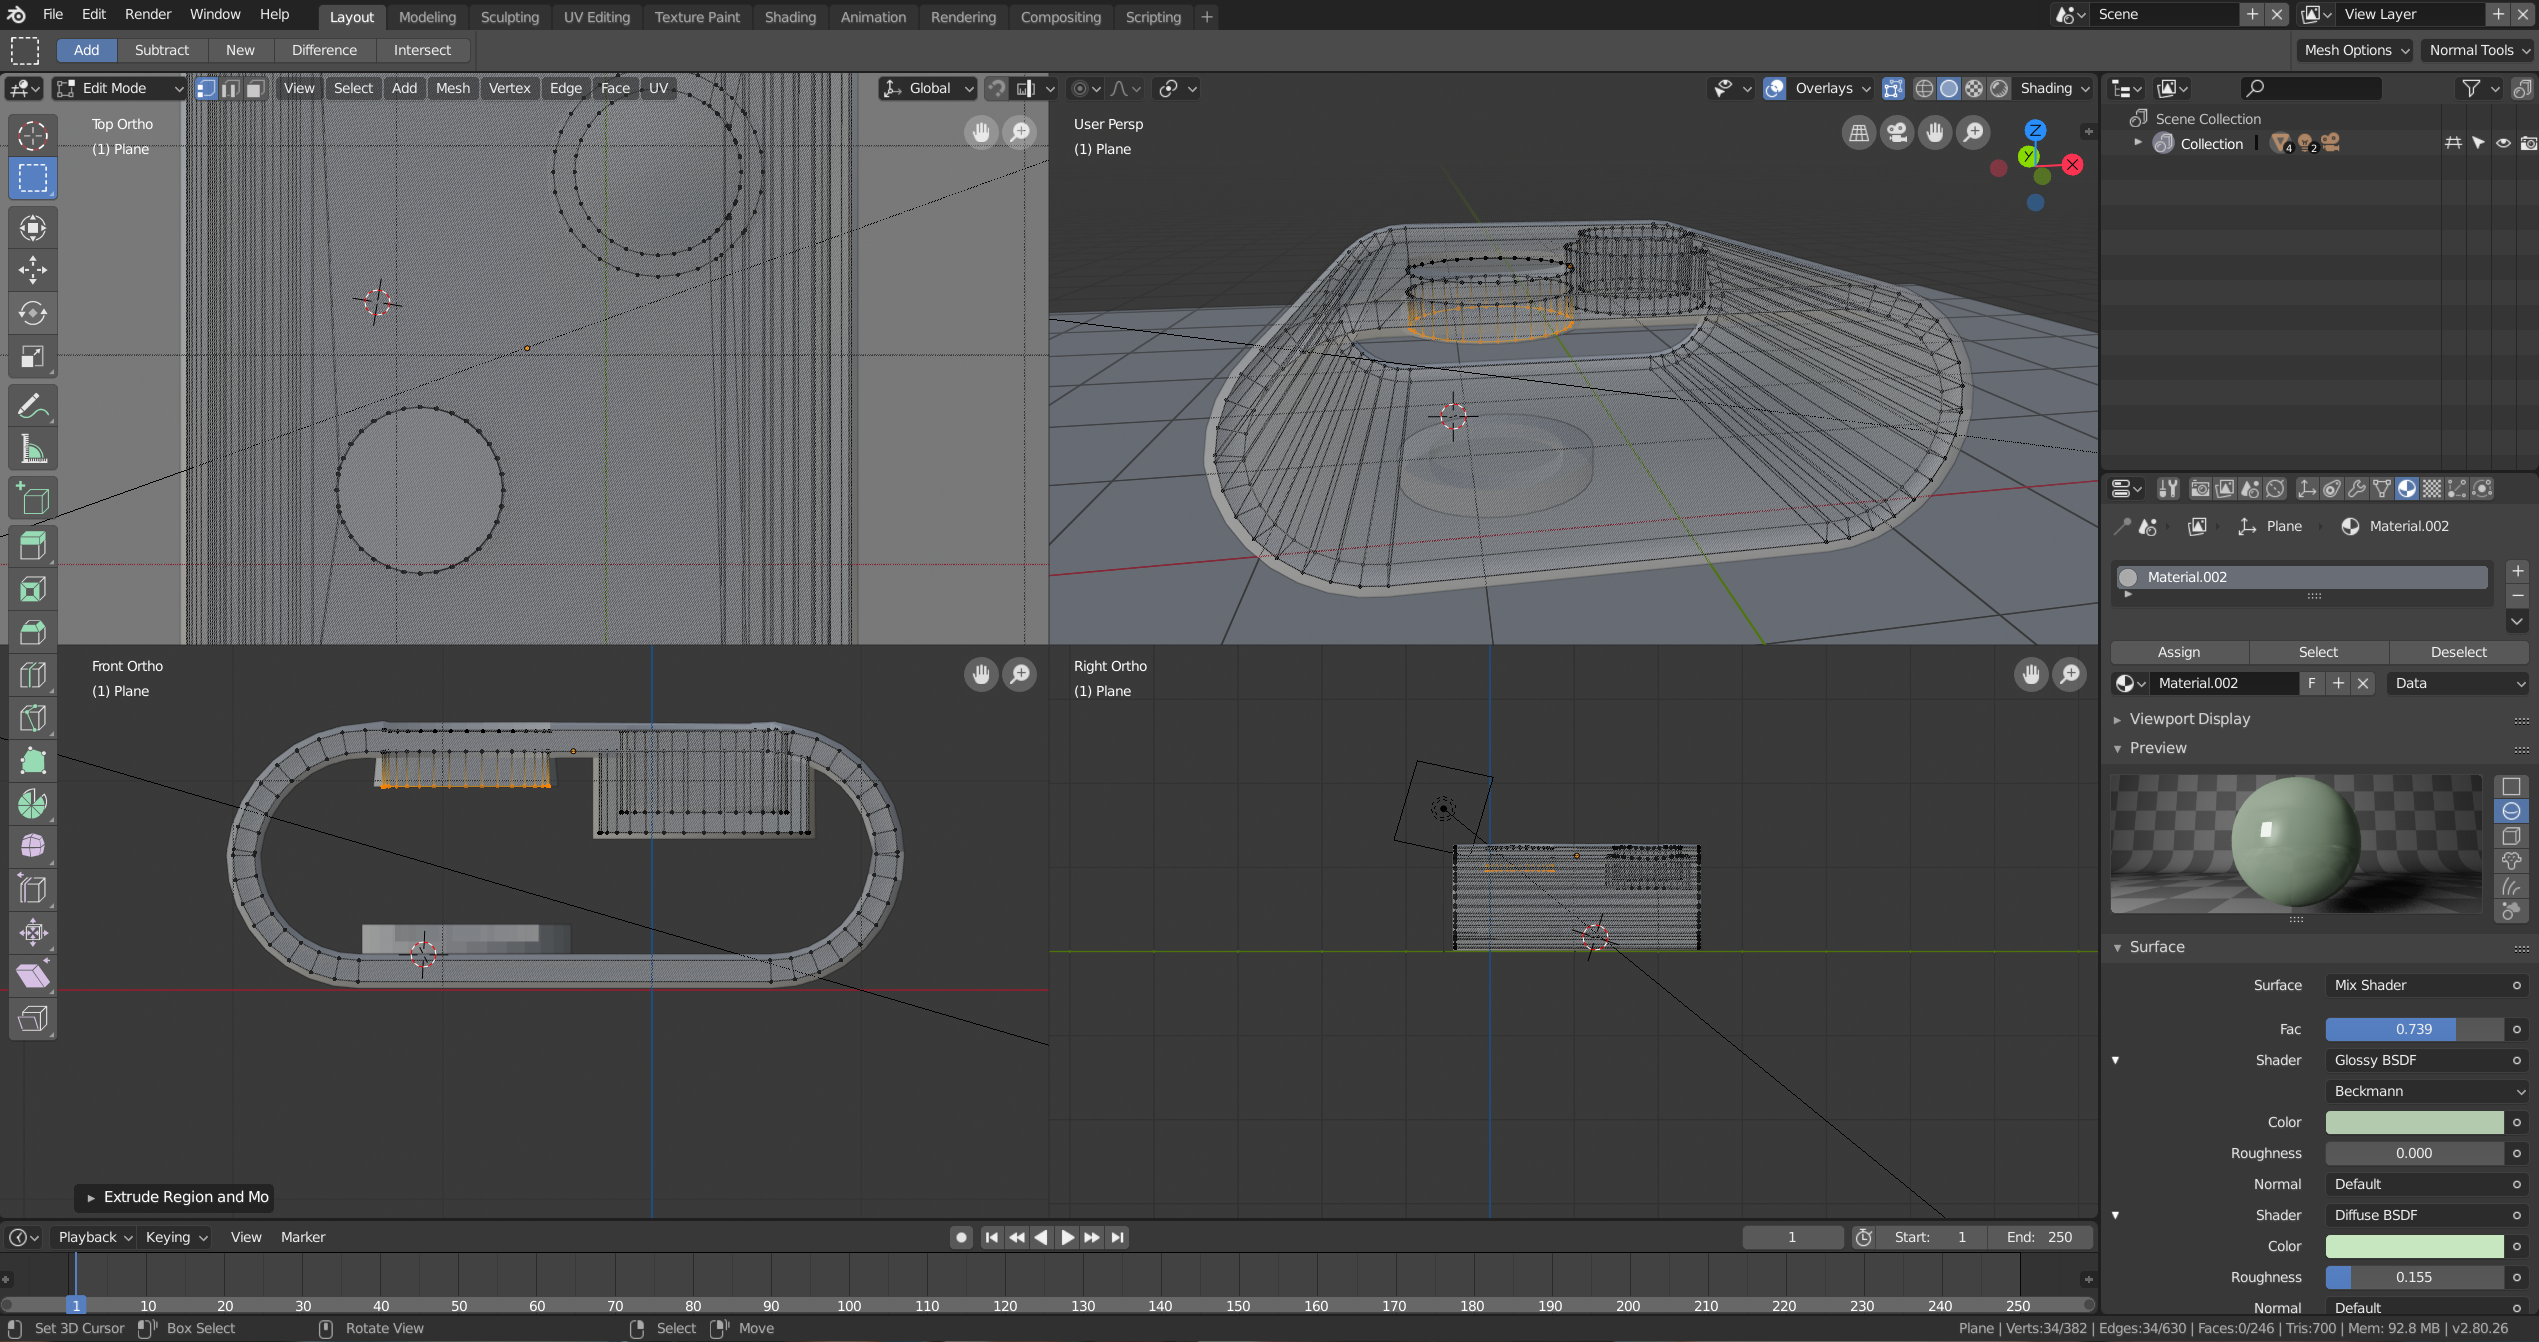 File Edit Render Window Help Layout Modeling Sculpting UV Editing Texture Paint Shading Animation Rendering Compositing Scripting + Scene View Layer
Add Subtract New Difference Intersect Mesh Options Normal Tools
Edit Mode View Select Add Mesh Vertex Edge Face UV Global Overlays Shading
Top Ortho
(1) Plane
User Persp
(1) Plane
Z
Y
X
Front Ortho
(1) Plane
Right Ortho
(1) Plane
Extrude Region and Mo
Scene Collection
Collection 4 2
Plane Material.002
Material.002
Assign Select Deselect
Material.002 F Data
Viewport Display
Preview
Surface
Surface Mix Shader
Fac 0.739
Shader Glossy BSDF
Beckmann
Color
Roughness 0.000
Normal Default
Shader Diffuse BSDF
Color
Roughness 0.155
Normal Default
Playback Keying View Marker 1 Start: 1 End: 250
1 10 20 30 40 50 60 70 80 90 100 110 120 130 140 150 160 170 180 190 200 210 220 230 240 250
Set 3D Cursor Box Select Rotate View Select Move Plane | Verts:34/382 | Edges:34/630 | Faces:0/246 | Tris:700 | Mem: 92.8 MB | v2.80.26